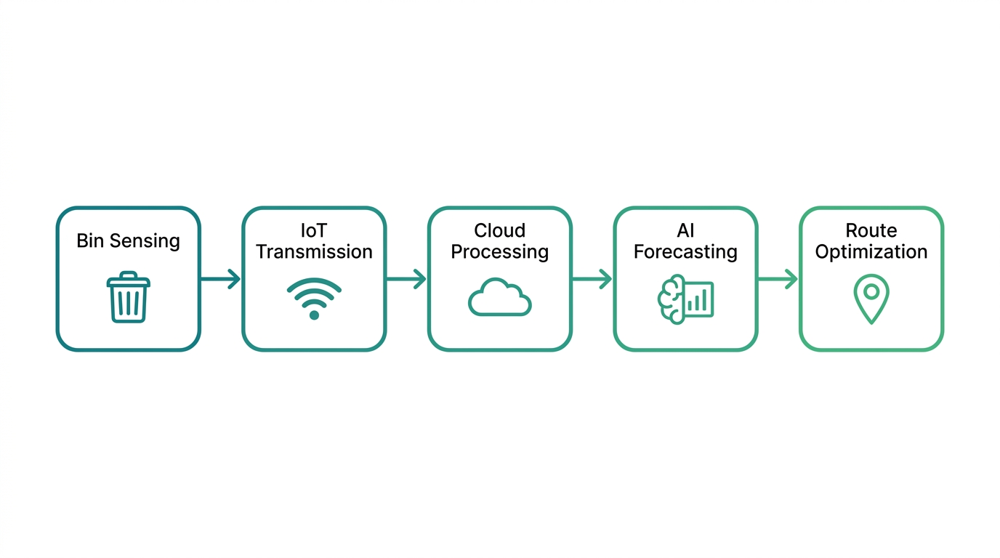 Bin Sensing
IoT
Transmission
Cloud
Processing
AI
Forecasting
Route
Optimization